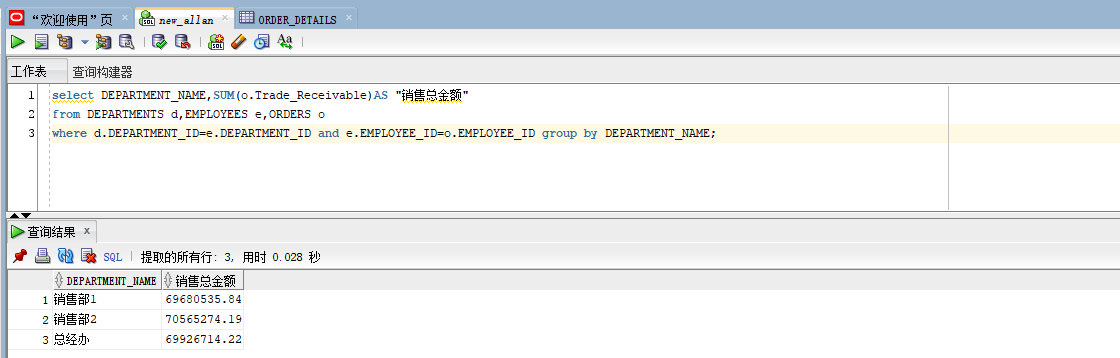 “欢迎使用”页 new_allan ORDER_DETAILS
工作表 查询构建器
1 select DEPARTMENT_NAME,SUM(o.Trade_Receivable)AS "销售总金额"
2 from DEPARTMENTS d,EMPLOYEES e,ORDERS o
3 where d.DEPARTMENT_ID=e.DEPARTMENT_ID and e.EMPLOYEE_ID=o.EMPLOYEE_ID group by DEPARTMENT_NAME;
查询结果 x
SQL | 提取的所有行: 3, 用时 0.028 秒
DEPARTMENT_NAME 销售总金额
1 销售部1 69680535.84
2 销售部2 70565274.19
3 总经办 69926714.22